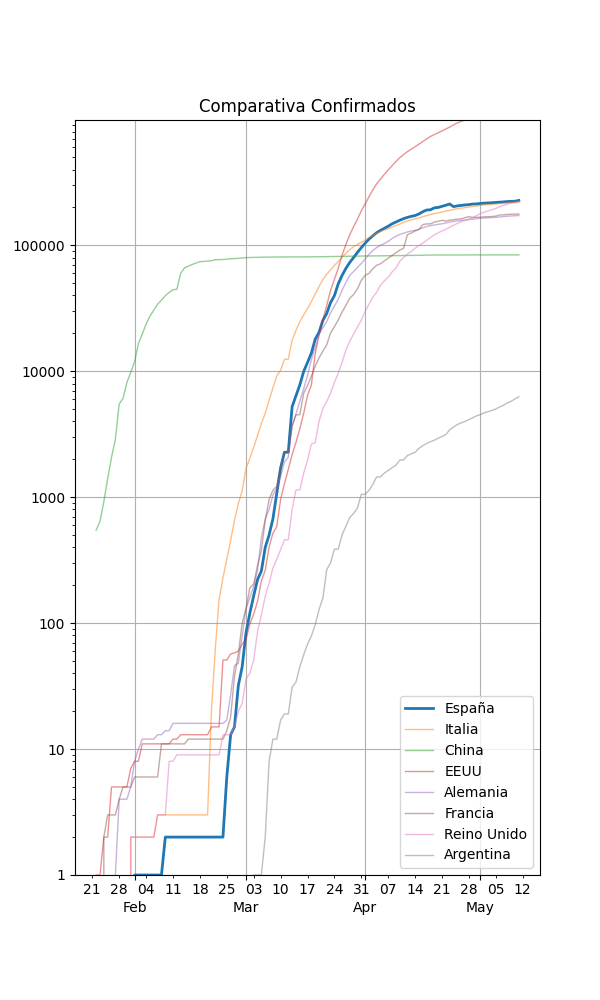 Comparativa Confirmados
100000
10000
1000
100
10
1
España
Italia
China
EEUU
Alemania
Francia
Reino Unido
Argentina
21 28 04 11 18 25 03 10 17 24 31 07 14 21 28 05 12
Feb Mar Apr May